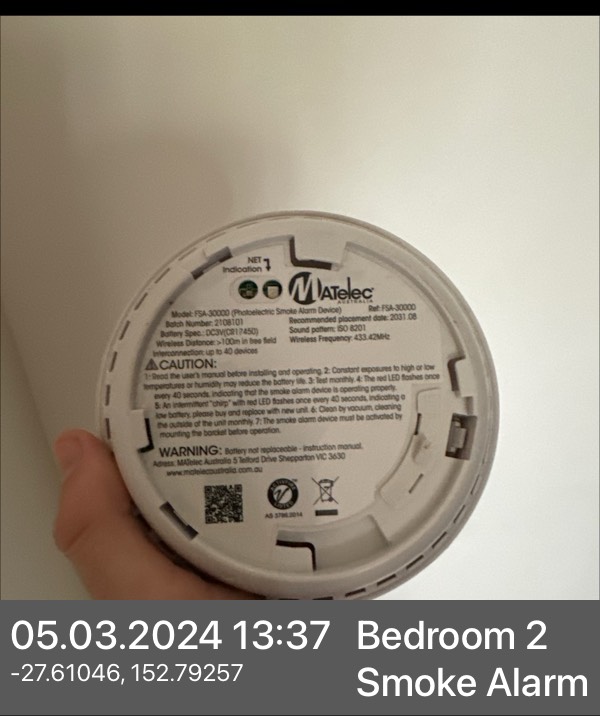 NET
Indication
MATelec
AUSTRALIA
Model: FSA-30000 (Photoelectric Smoke Alarm Device)
Ref: FSA-30000
Batch Number: 2108101
Recommended placement date: 2031.08
Battery Spec.: DC3V(CR17450)
Sound pattern: ISO 8201
Wireless Distance: >100m in free field
Wireless Frequency: 433.42MHz
Interconnection: up to 40 devices
CAUTION:
1: Read the user's manual before installing and operating. 2: Constant exposures to high or low
temperatures or humidity may reduce the battery life. 3: Test monthly. 4: The red LED flashes once
every 40 seconds, indicating that the smoke alarm device is operating properly.
5: An intermittent "chirp" with red LED flashes once every 40 seconds, indicating a
low battery, please buy and replace with new unit. 6: Clean by vacuum, cleaning
the outside of the unit monthly. 7: The smoke alarm device must be activated by
mounting the bracket before operation.
WARNING: Battery not replaceable - instruction manual.
Adress: MATelec Australia 5 Telford Drive Shepparton VIC 3630
www.matelecaustralia.com.au
AS 3786:2014
05.03.2024 13:37
-27.61046, 152.79257
Bedroom 2
Smoke Alarm